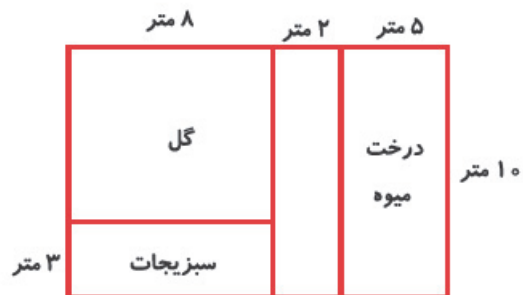 ۵ متر
۲ متر
۸ متر
گل
درخت
میوه
۱۰ متر
سبزیجات
۳ متر